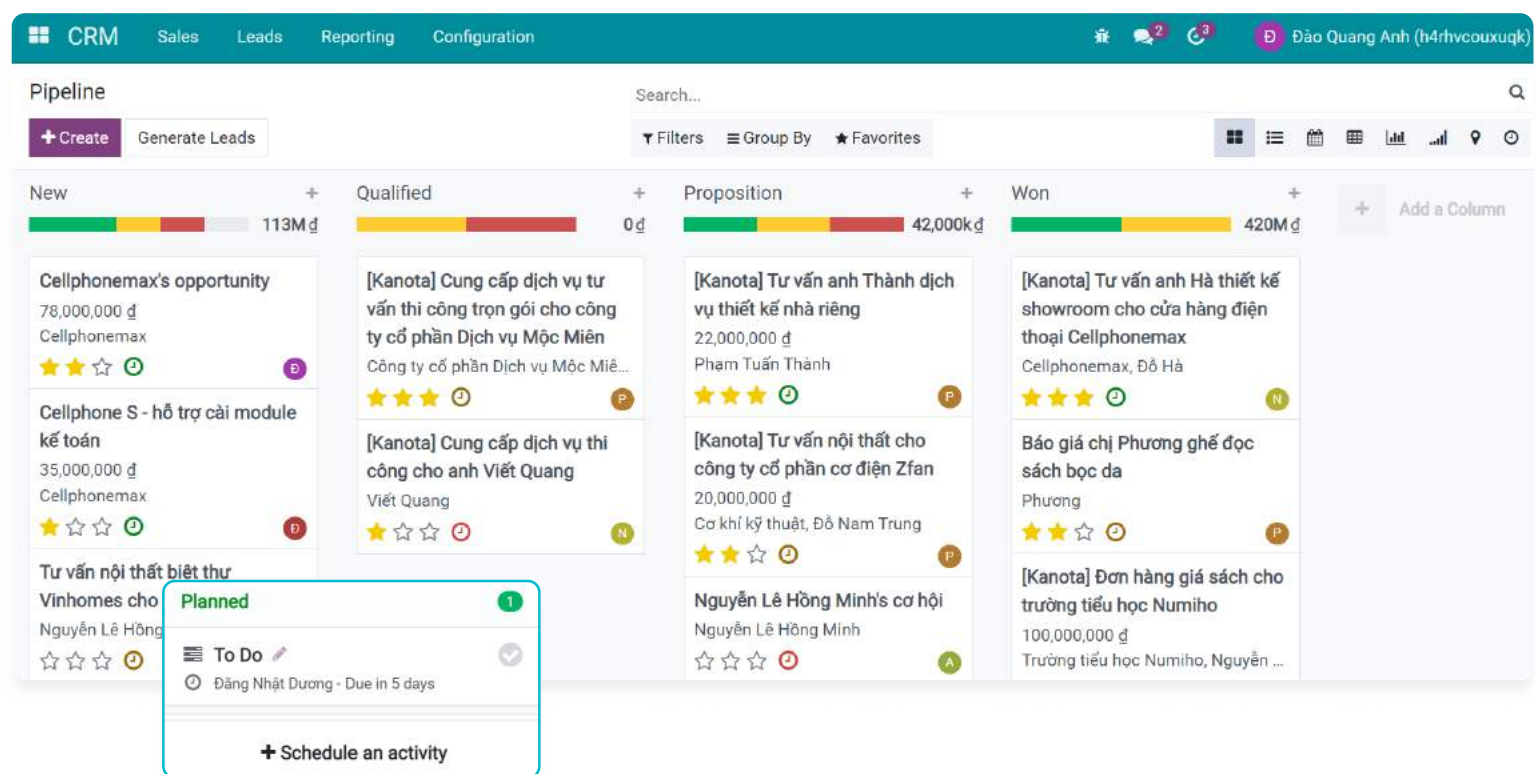 CRM Sales Leads Reporting Configuration 2 3 Đ Đào Quang Anh (h4rhvcouxuqk)
Pipeline
Search...
+ Create Generate Leads
Filters Group By Favorites
New +
113M ₫
Cellphonemax's opportunity
78,000,000 ₫
Cellphonemax
Đ
Cellphone S - hỗ trợ cài module
kế toán
35,000,000 ₫
Cellphonemax
Đ
Tư vấn nội thất biệt thự
Vinhomes cho
Nguyễn Lê Hồng
Qualified +
0 ₫
[Kanota] Cung cấp dịch vụ tư
vấn thi công trọn gói cho công
ty cổ phần Dịch vụ Mộc Miên
Công ty cổ phần Dịch vụ Mộc Miê...
P
[Kanota] Cung cấp dịch vụ thi
công cho anh Viết Quang
Viết Quang
N
Proposition +
42,000k ₫
[Kanota] Tư vấn anh Thành dịch
vụ thiết kế nhà riêng
22,000,000 ₫
Phạm Tuấn Thành
P
[Kanota] Tư vấn nội thất cho
công ty cổ phần cơ điện Zfan
20,000,000 ₫
Cơ khí kỹ thuật, Đỗ Nam Trung
P
Nguyễn Lê Hồng Minh's cơ hội
Nguyễn Lê Hồng Minh
A
Won +
420M ₫
[Kanota] Tư vấn anh Hà thiết kế
showroom cho cửa hàng điện
thoại Cellphonemax
Cellphonemax, Đỗ Hà
N
Báo giá chị Phương ghế đọc
sách bọc da
Phương
P
[Kanota] Đơn hàng giá sách cho
trường tiểu học Numiho
100,000,000 ₫
Trường tiểu học Numiho, Nguyễn ...
+ Add a Column
Planned 1
To Do
Đặng Nhật Dương - Due in 5 days
+ Schedule an activity